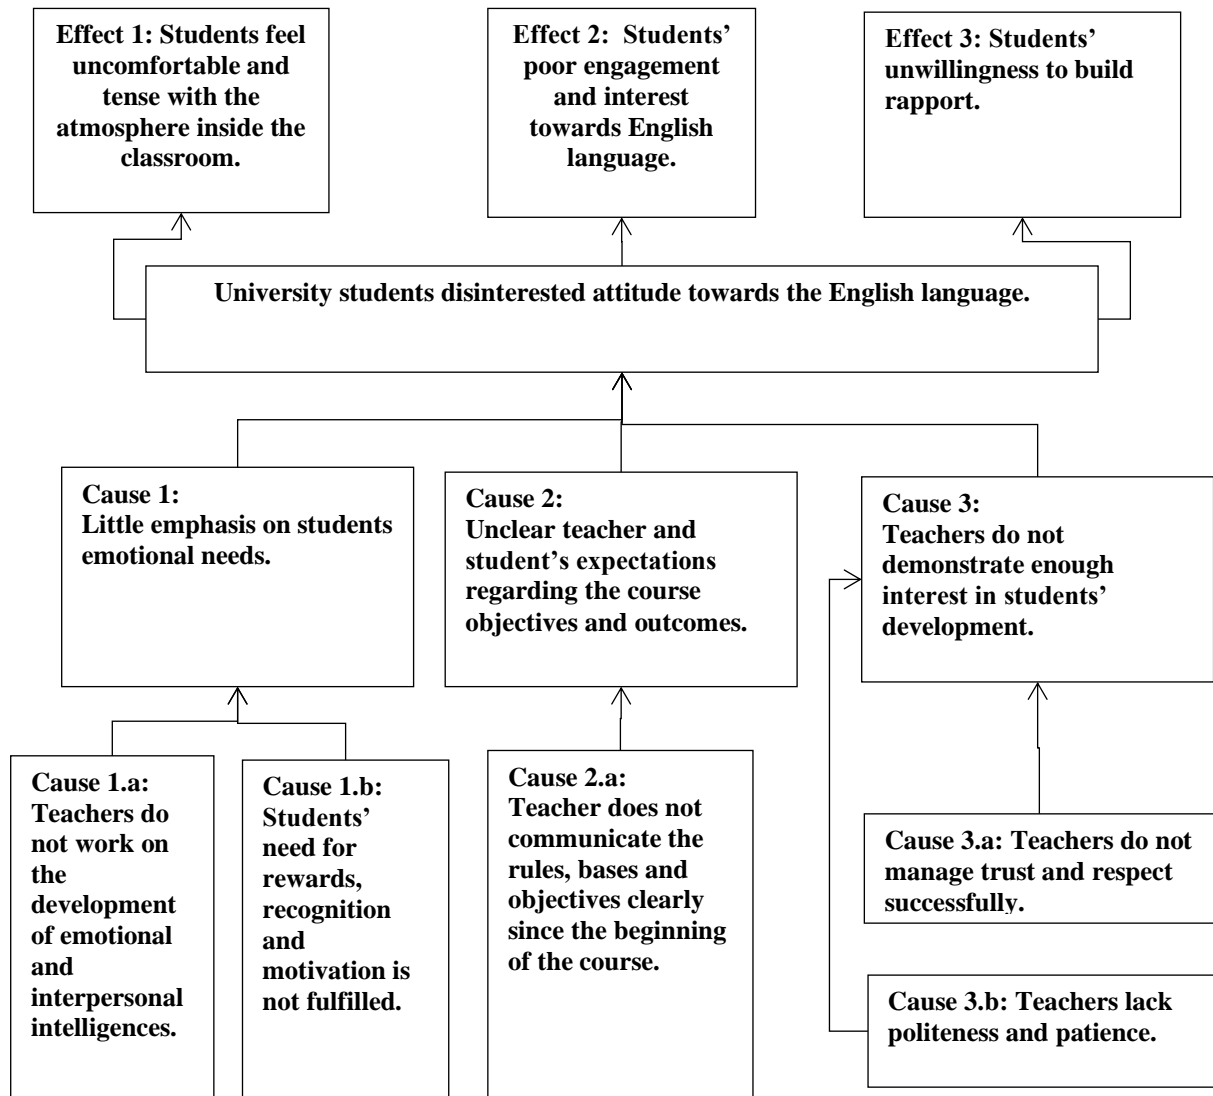 Effect 1: Students feel
uncomfortable and
tense with the
atmosphere inside the
classroom.
Effect 2:  Students’
poor engagement
and interest
towards English
language.
Effect 3: Students’
unwillingness to build
rapport.
University students disinterested attitude towards the English language.
Cause 1:
Little emphasis on students
emotional needs.
Cause 2:
Unclear teacher and
student’s expectations
regarding the course
objectives and outcomes.
Cause 3:
Teachers do not
demonstrate enough
interest in students’
development.
Cause 1.a:
Teachers do
not work on
the
development
of emotional
and
interpersonal
intelligences.
Cause 1.b:
Students’
need for
rewards,
recognition
and
motivation is
not fulfilled.
Cause 2.a:
Teacher does not
communicate the
rules, bases and
objectives clearly
since the beginning
of the course.
Cause 3.a: Teachers do not
manage trust and respect
successfully.
Cause 3.b: Teachers lack
politeness and patience.